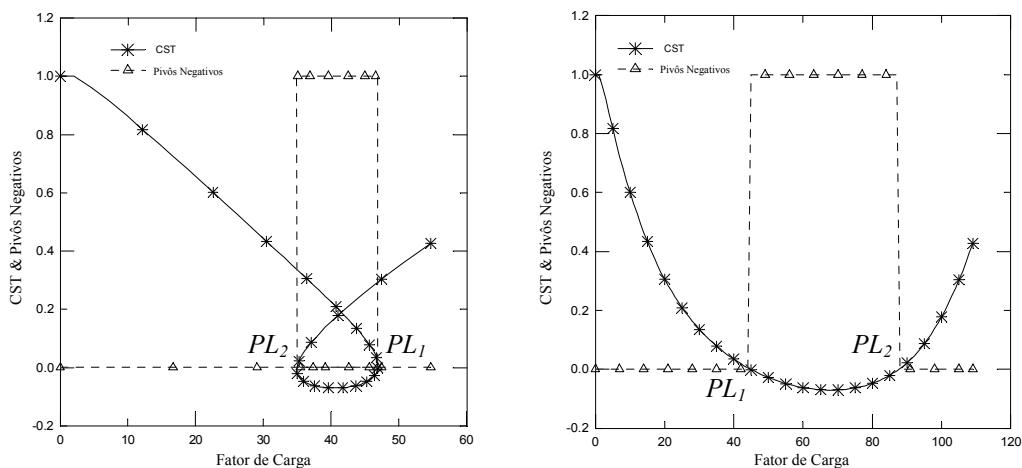 1.2
1.0
0.8
0.6
0.4
0.2
0.0
-0.2
CST & Pivôs Negativos
CST
Pivôs Negativos
PL2
PL1
0
10
20
30
40
50
60
Fator de Carga
1.2
1.0
0.8
0.6
0.4
0.2
0.0
-0.2
CST & Pivôs Negativos
CST
Pivôs Negativos
PL1
PL2
0
20
40
60
80
100
120
Fator de Carga